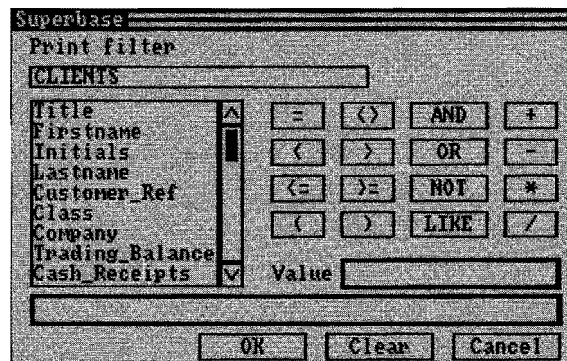 Superbase
Print filter
CLIENTS
Title
Firstname
Initials
Lastname
Customer_Ref
Class
Company
Trading_Balance
Cash_Receipts
= <> AND +
< > OR -
<= >= NOT *
( ) LIKE /
Value
OK Clear Cancel